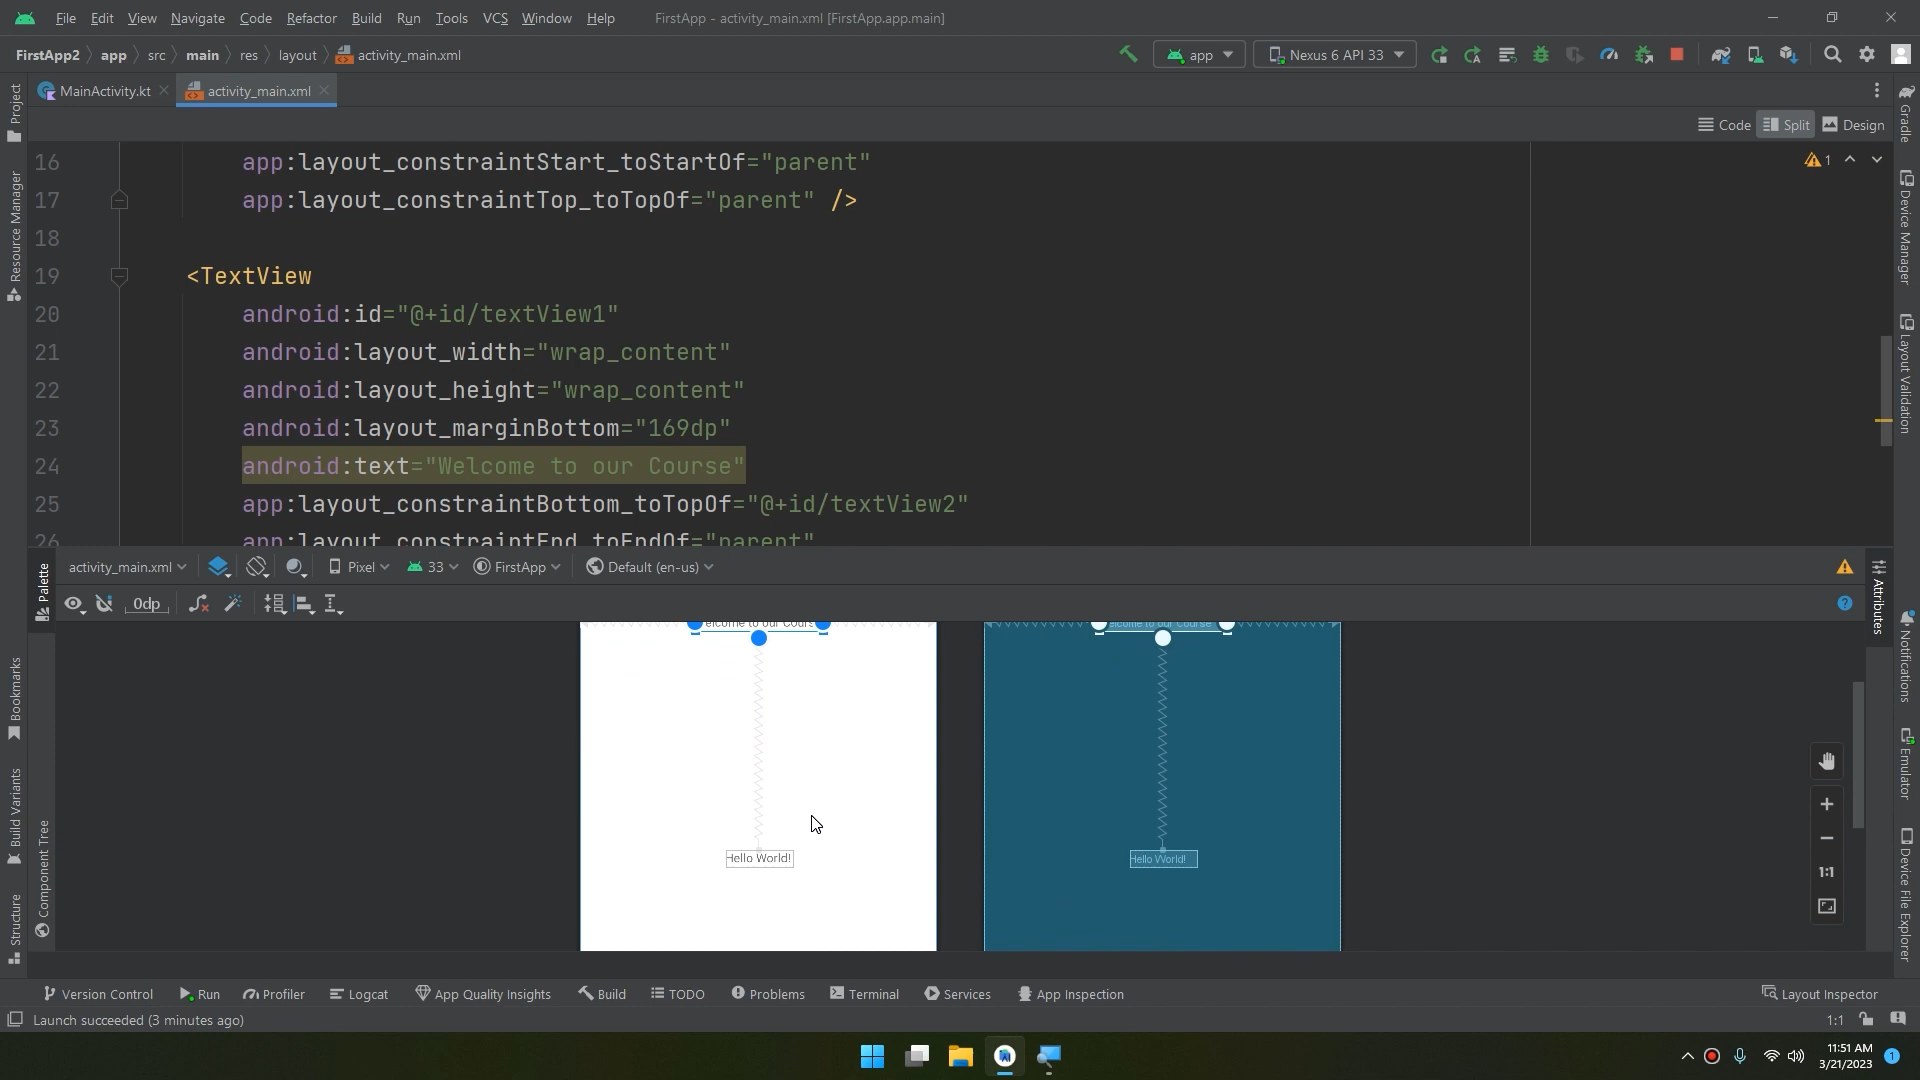 File Edit View Navigate Code Refactor Build Run Tools VCS Window Help FirstApp - activity_main.xml [FirstApp.app.main]
FirstApp2 app src main res layout activity_main.xml app Nexus 6 API 33
MainActivity.kt activity_main.xml
Code Split Design
1
16 app:layout_constraintStart_toStartOf="parent"
17 app:layout_constraintTop_toTopOf="parent" />
18
19 <TextView
20 android:id="@+id/textView1"
21 android:layout_width="wrap_content"
22 android:layout_height="wrap_content"
23 android:layout_marginBottom="169dp"
24 android:text="Welcome to our Course"
25 app:layout_constraintBottom_toTopOf="@+id/textView2"
26 app:layout_constraintEnd_toEndOf="parent"
Project
Resource Manager
Bookmarks
Build Variants
Structure
Palette
Component Tree
activity_main.xml Pixel 33 FirstApp Default (en-us)
0dp
Hello World!
Hello World!
1:1
Attributes
Gradle
Device Manager
Layout Validation
Notifications
Emulator
Device File Explorer
Version Control Run Profiler Logcat App Quality Insights Build TODO Problems Terminal Services App Inspection Layout Inspector
Launch succeeded (3 minutes ago) 1:1
11:51 AM
3/21/2023 1